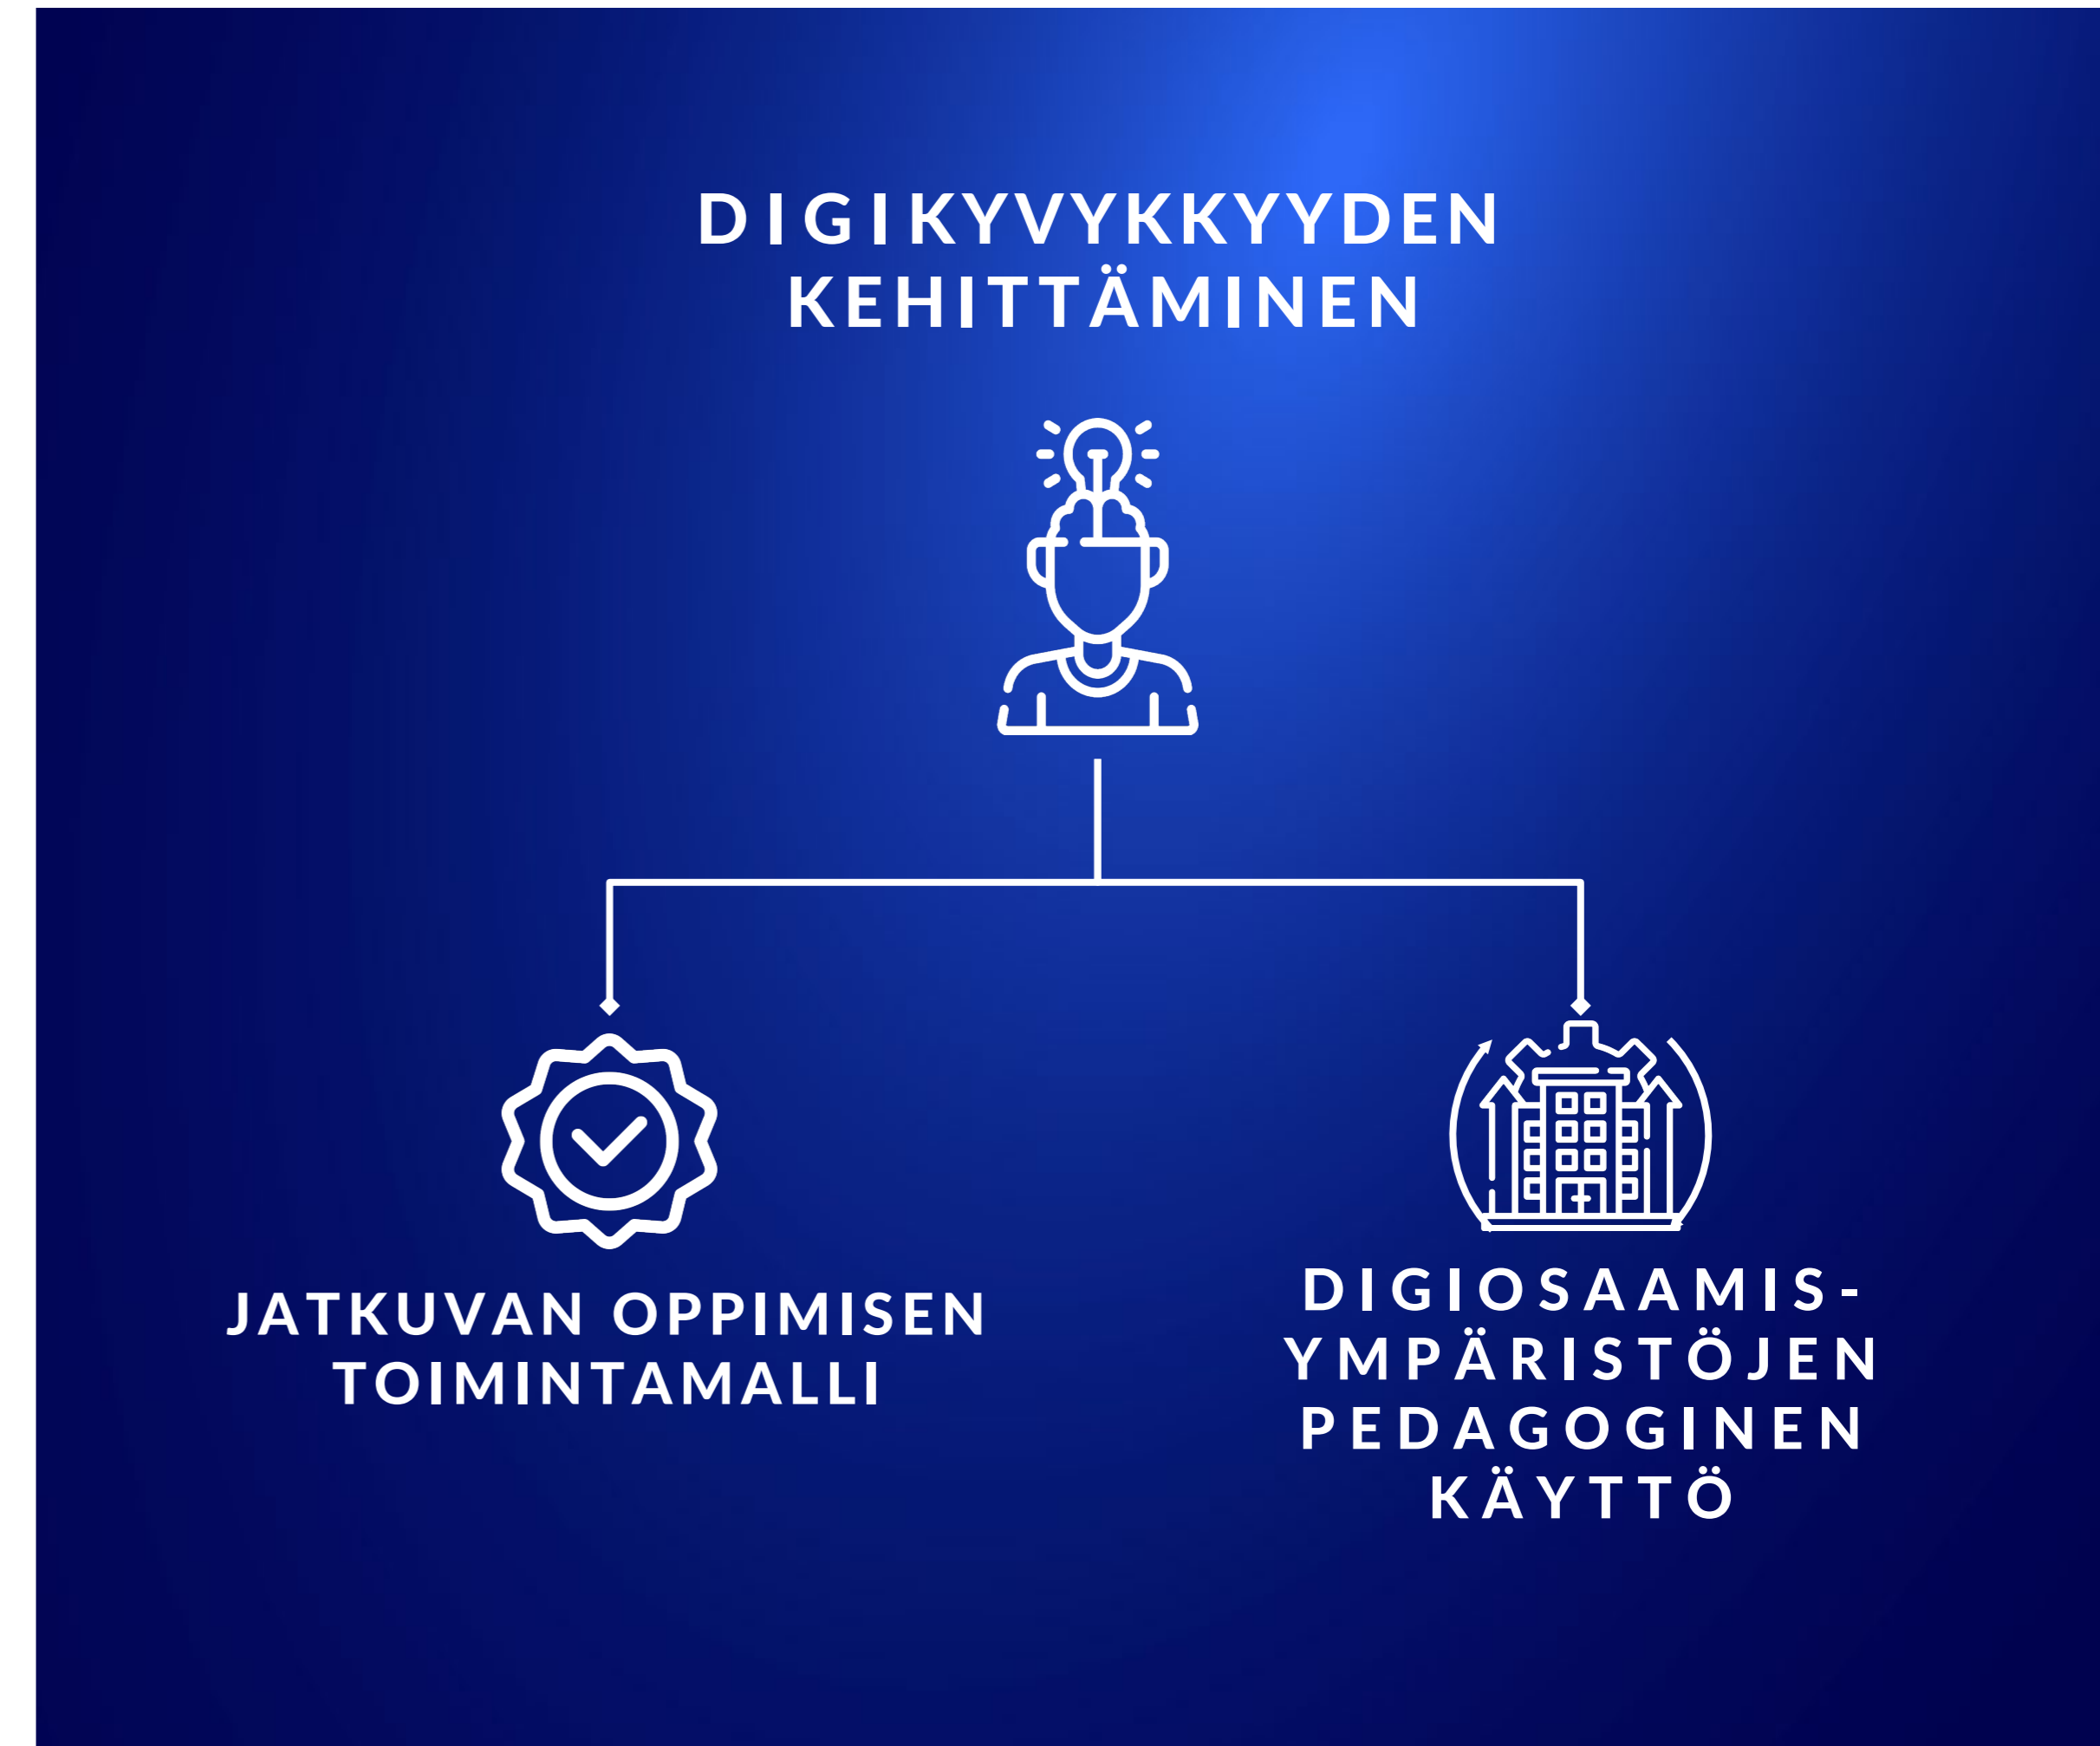 DIGIKYVYKKYYDEN
KEHITTÄMINEN
JATKUVAN OPPIMISEN
TOIMINTAMALLI
DIGIOSAAMIS-
YMPÄRISTÖJEN
PEDAGOGINEN
KÄYTTÖ